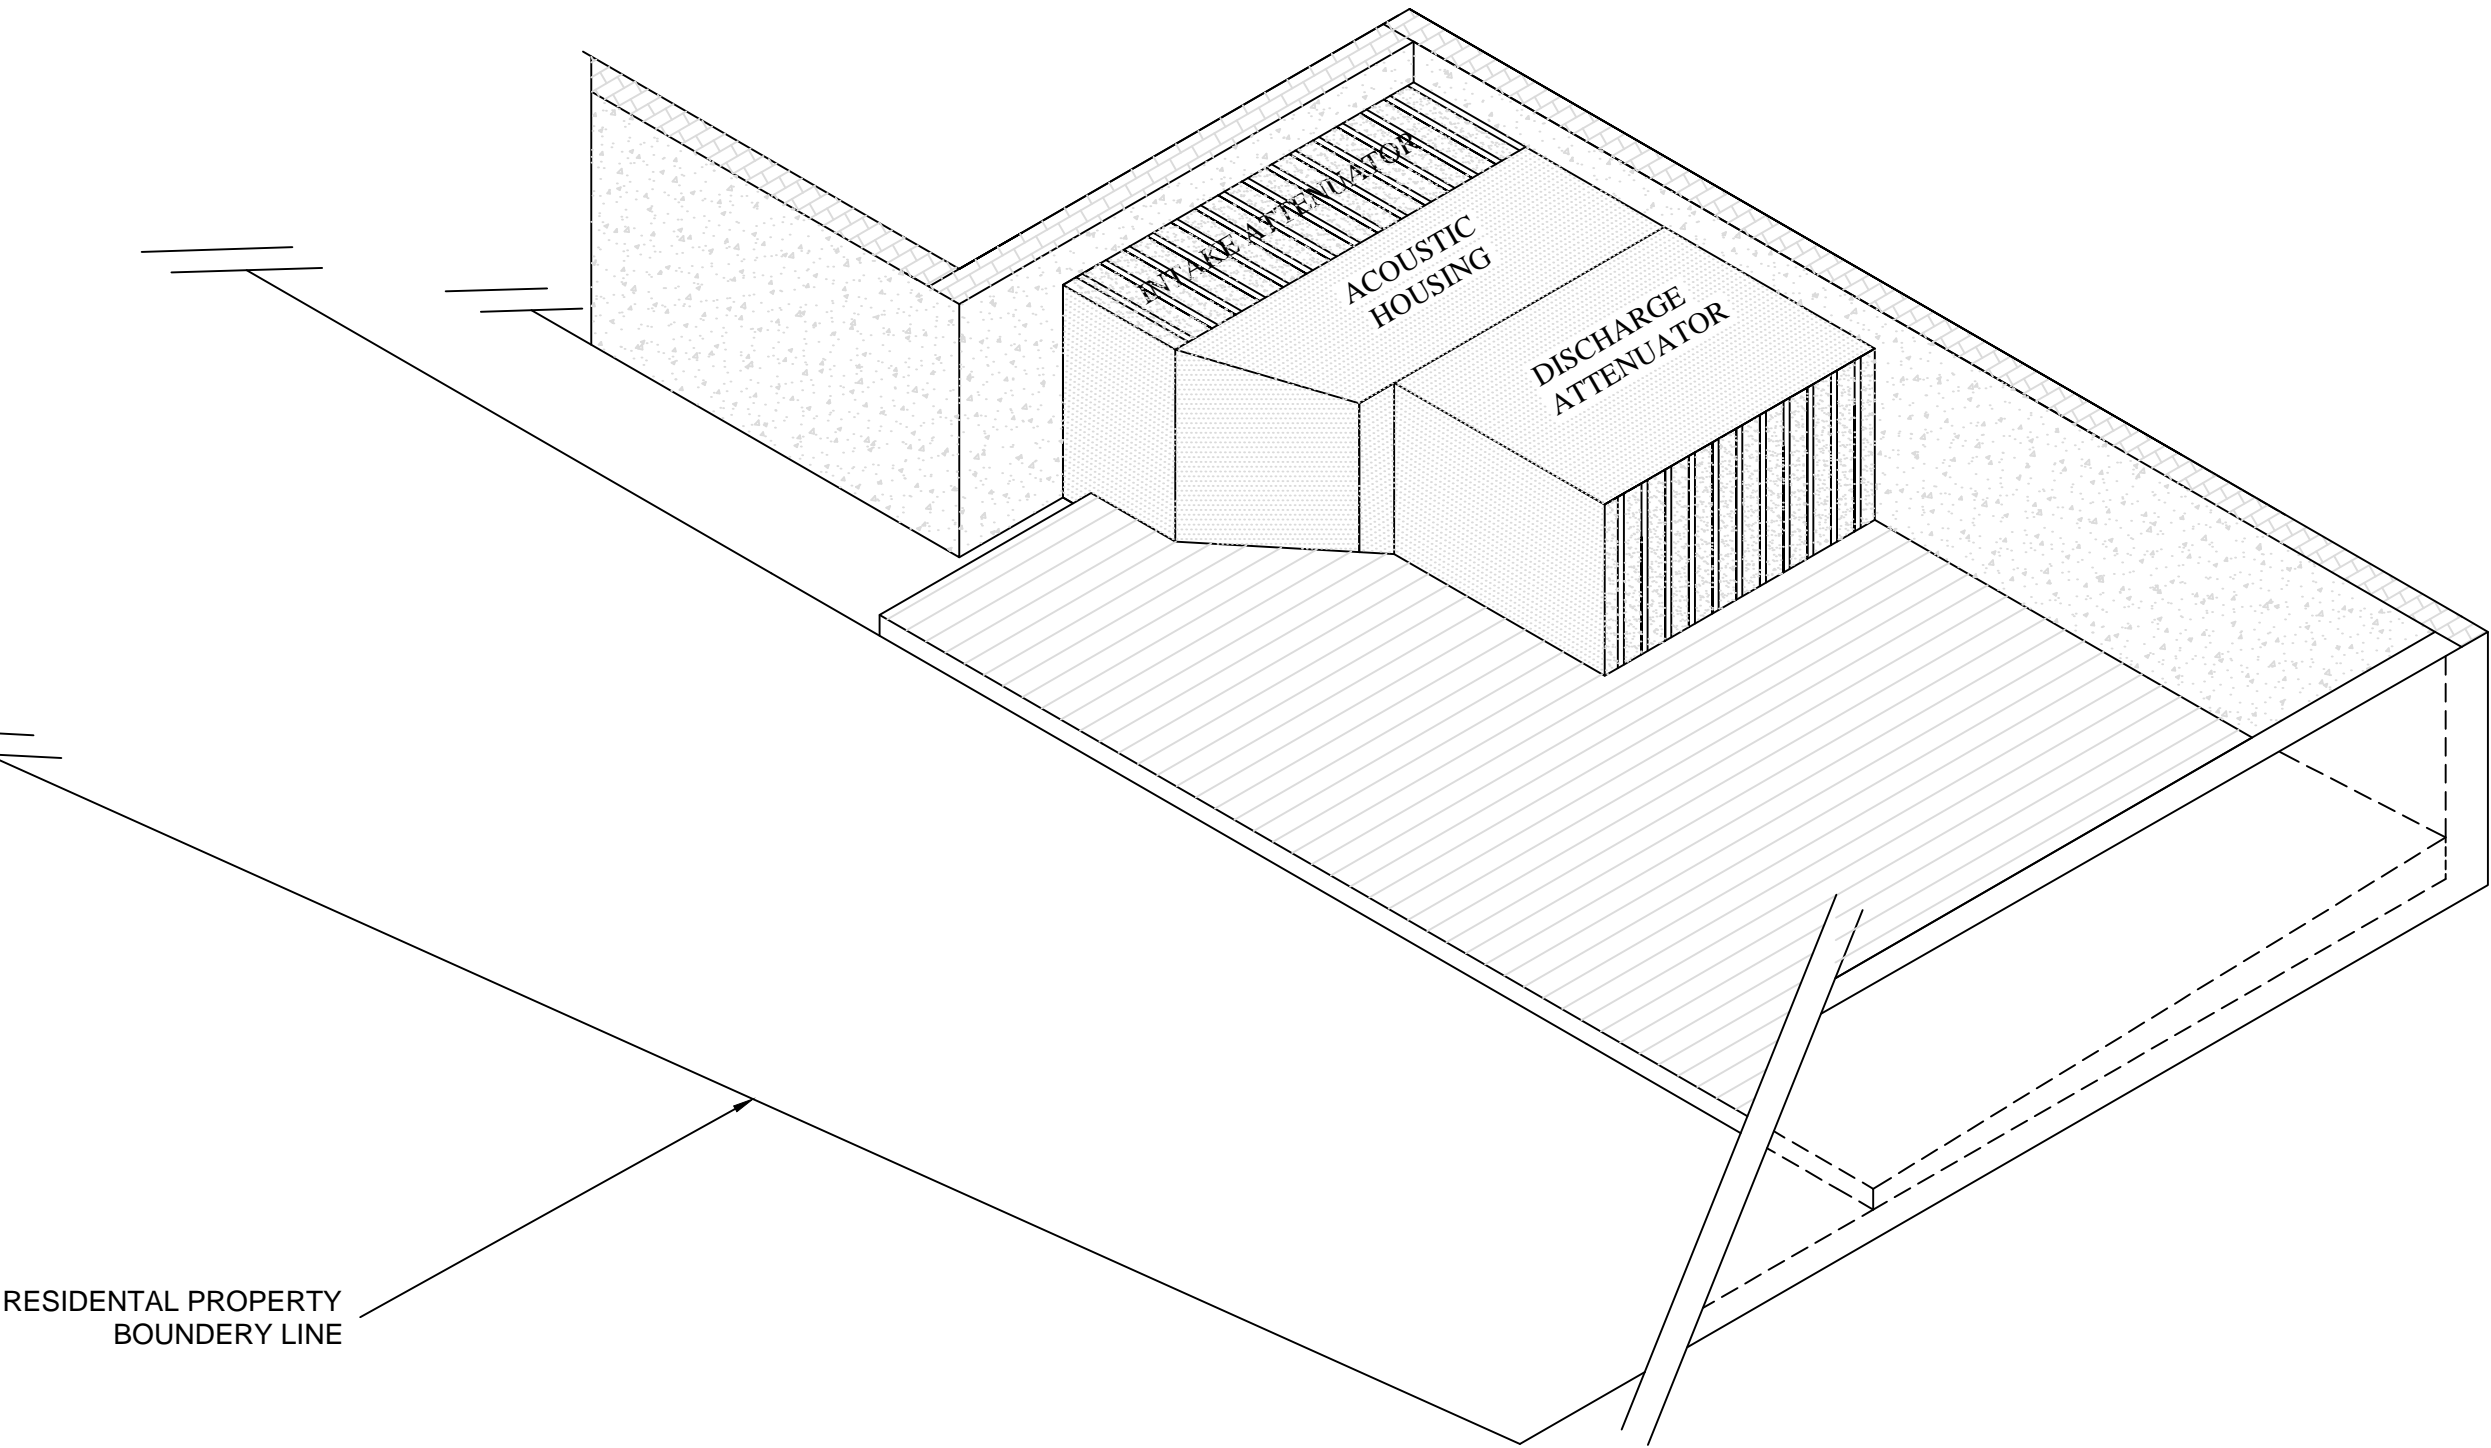 INTAKE ATTENUATOR
ACOUSTIC
HOUSING
DISCHARGE
ATTENUATOR
RESIDENTAL PROPERTY
BOUNDERY LINE